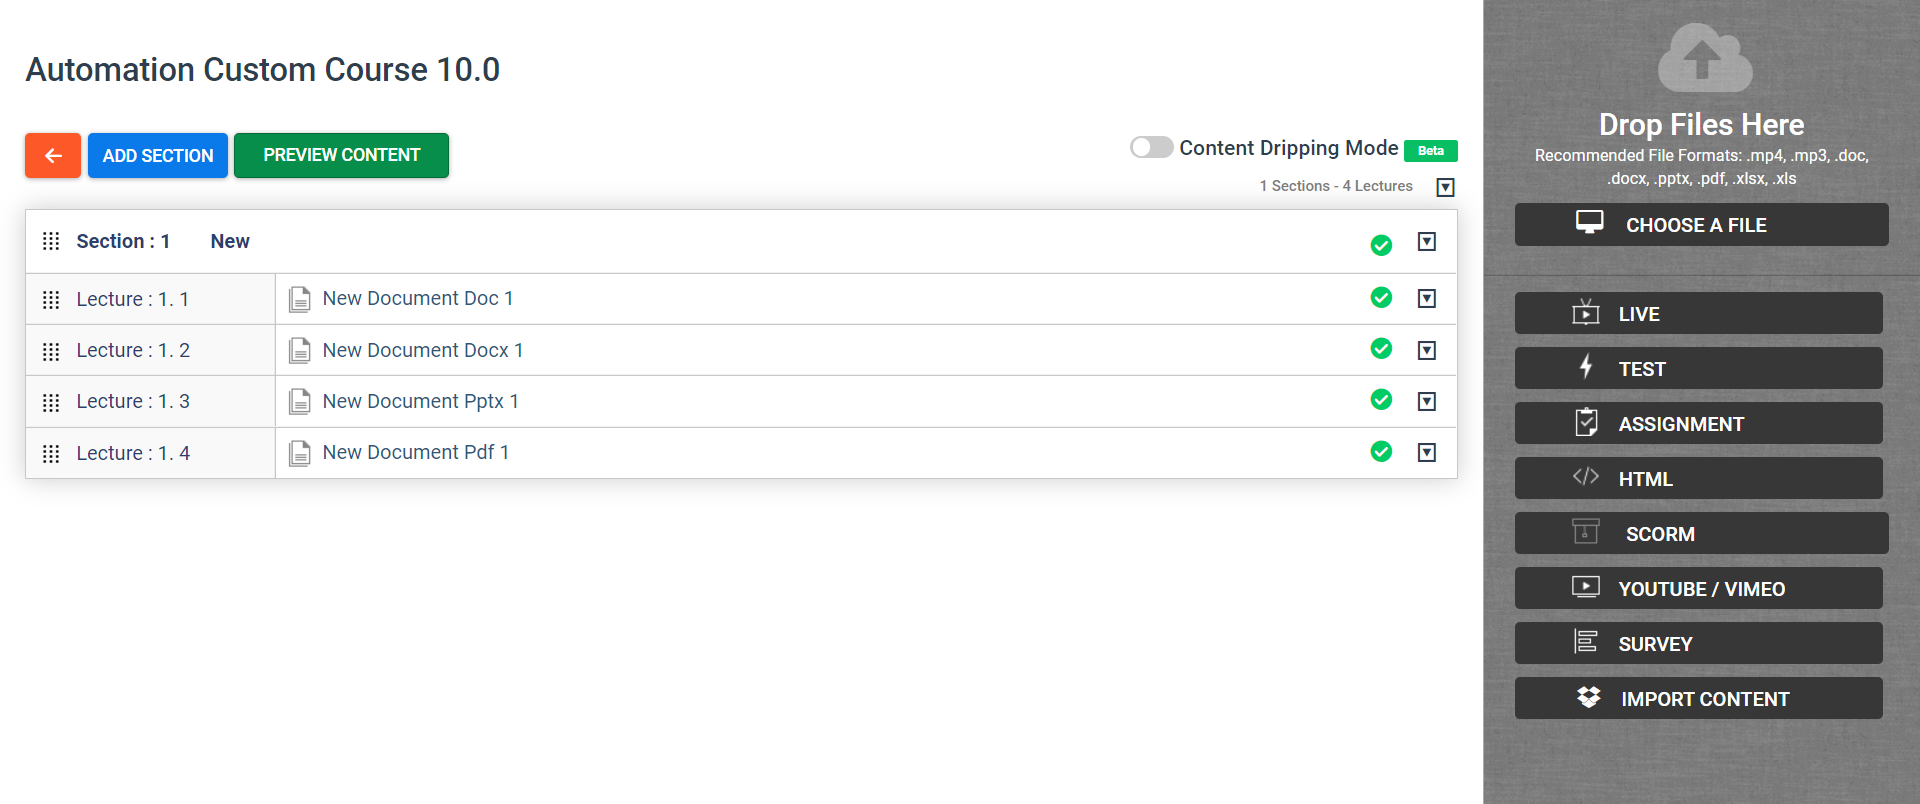 Automation Custom Course 10.0
ADD SECTION
PREVIEW CONTENT
Content Dripping Mode Beta
1 Sections - 4 Lectures
Section : 1 New
Lecture : 1. 1 New Document Doc 1
Lecture : 1. 2 New Document Docx 1
Lecture : 1. 3 New Document Pptx 1
Lecture : 1. 4 New Document Pdf 1
Drop Files Here
Recommended File Formats: .mp4, .mp3, .doc,
.docx, .pptx, .pdf, .xlsx, .xls
CHOOSE A FILE
LIVE
TEST
ASSIGNMENT
HTML
SCORM
YOUTUBE / VIMEO
SURVEY
IMPORT CONTENT